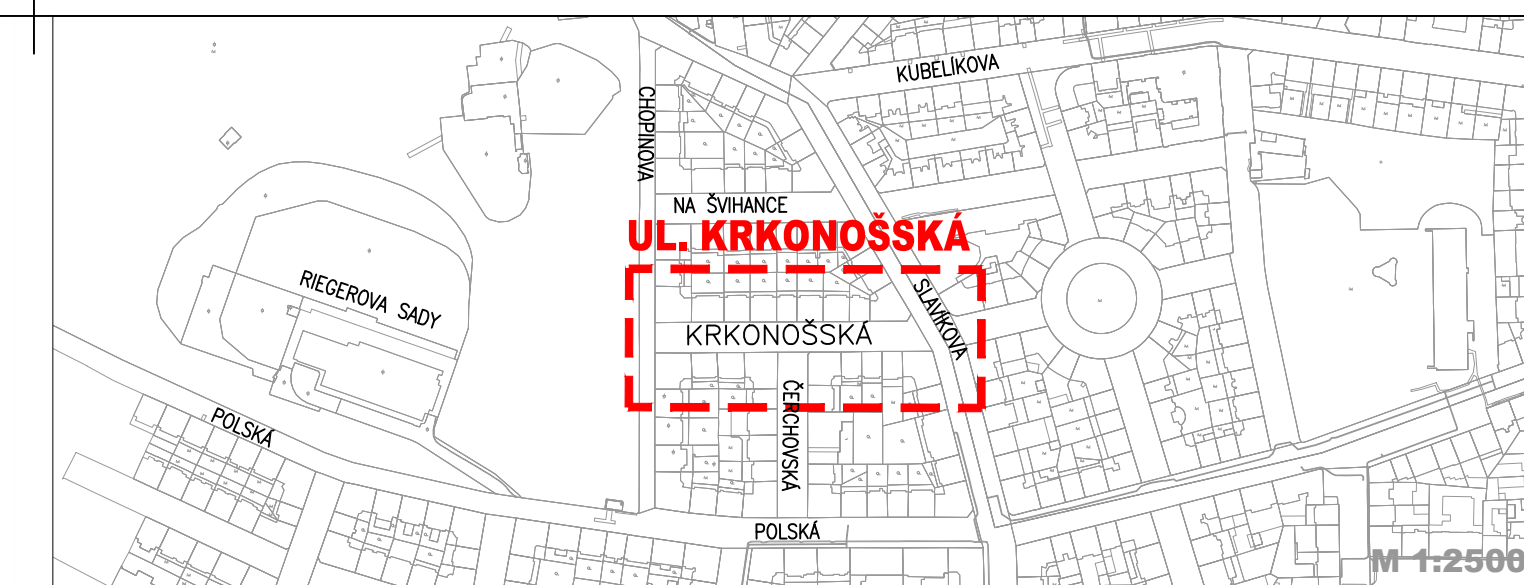 KUBELÍKOVA
CHOPINOVA
NA ŠVIHANCE
UL. KRKONOŠSKÁ
RIEGEROVA SADY
SLAVÍKOVA
KRKONOŠSKÁ
ČERCHOVSKÁ
POLSKÁ
POLSKÁ
M 1:2500